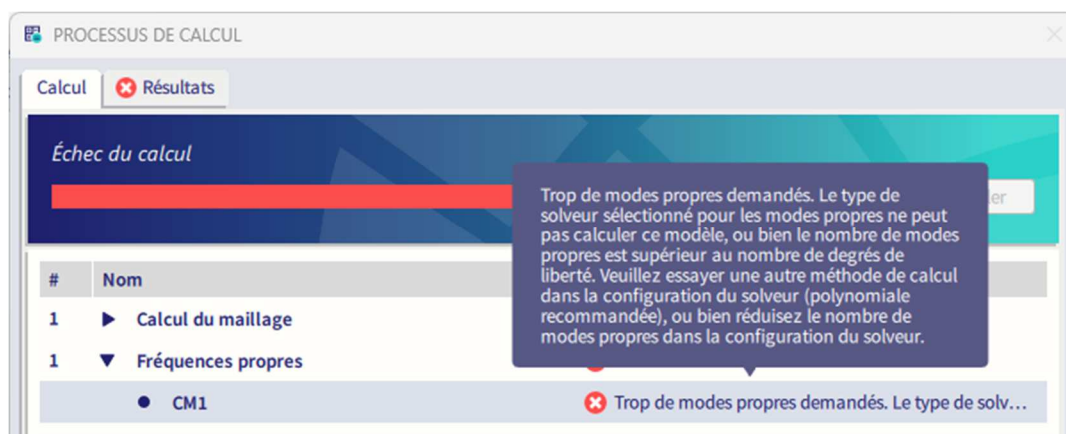 PROCESSUS DE CALCUL
Calcul
Résultats
Échec du calcul
Trop de modes propres demandés. Le type de
solveur sélectionné pour les modes propres ne peut
pas calculer ce modèle, ou bien le nombre de modes
propres est supérieur au nombre de degrés de
liberté. Veuillez essayer une autre méthode de calcul
dans la configuration du solveur (polynomiale
recommandée), ou bien réduisez le nombre de
modes propres dans la configuration du solveur.
# Nom
1 Calcul du maillage
1 Fréquences propres
CM1 Trop de modes propres demandés. Le type de solv...